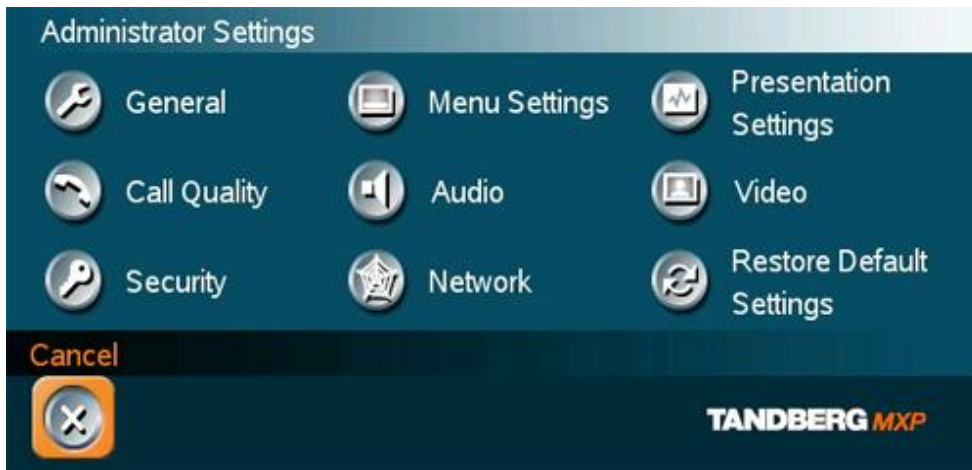 Administrator Settings
General
Menu Settings
Presentation
Settings
Call Quality
Audio
Video
Security
Network
Restore Default
Settings
Cancel
TANDBERG MXP